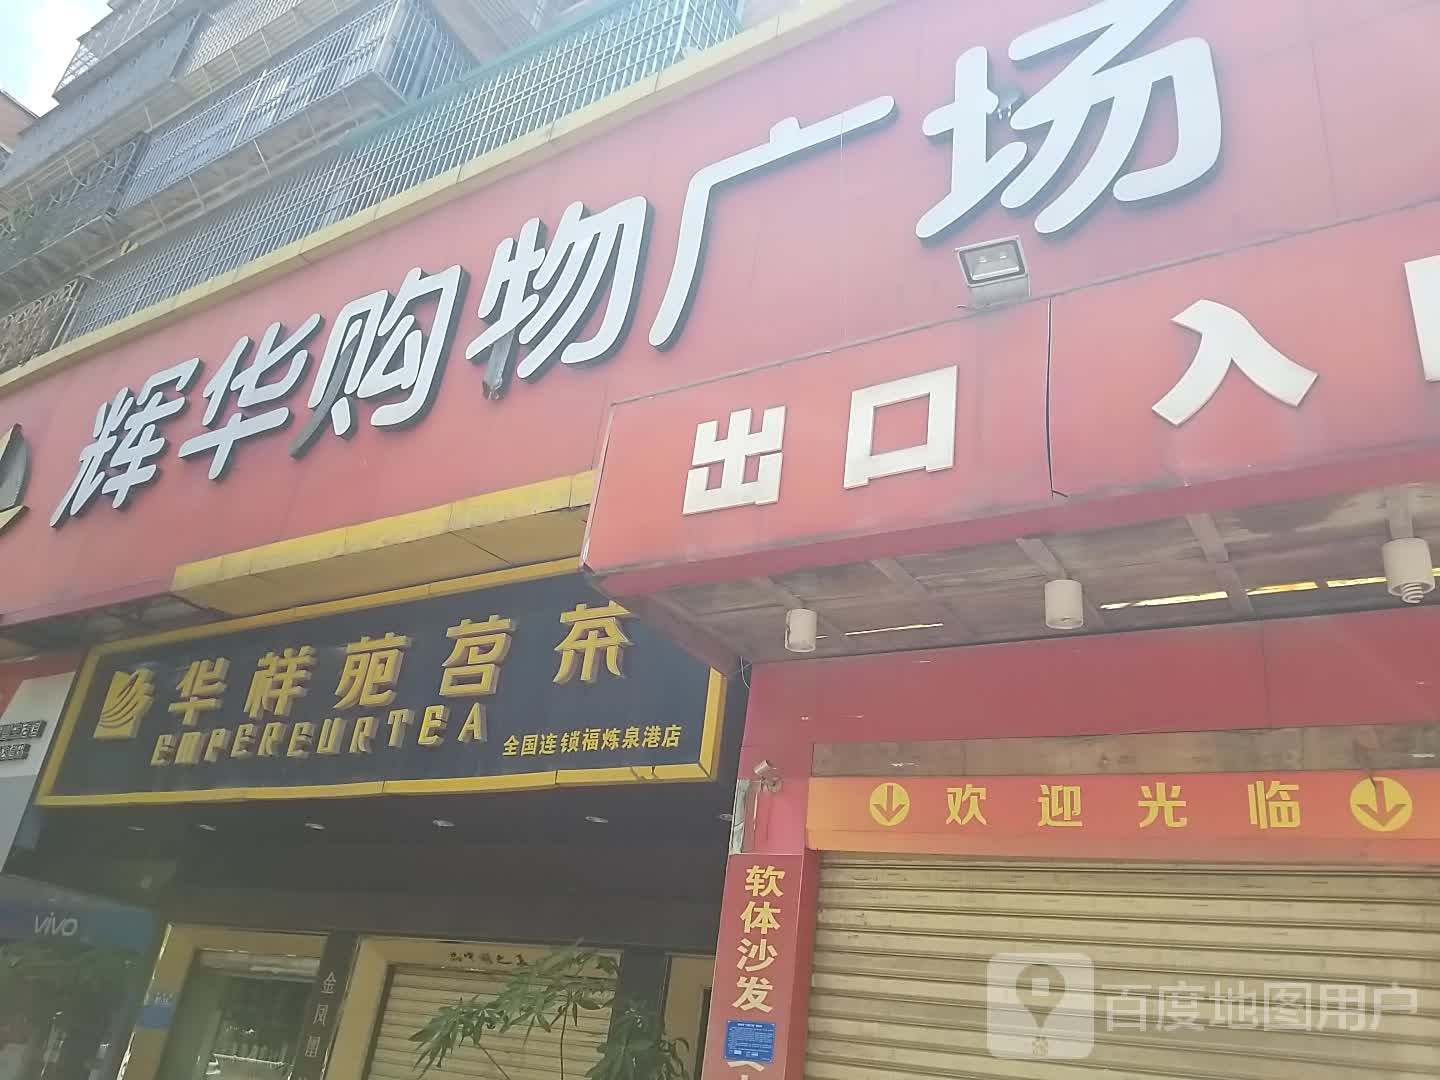 辉华购物广场
出口 入
华祥苑茗茶
EMPEREURTEA
全国连锁福炼泉港店
欢迎光临
软体沙发
vivo
金凤凰
百度地图用户